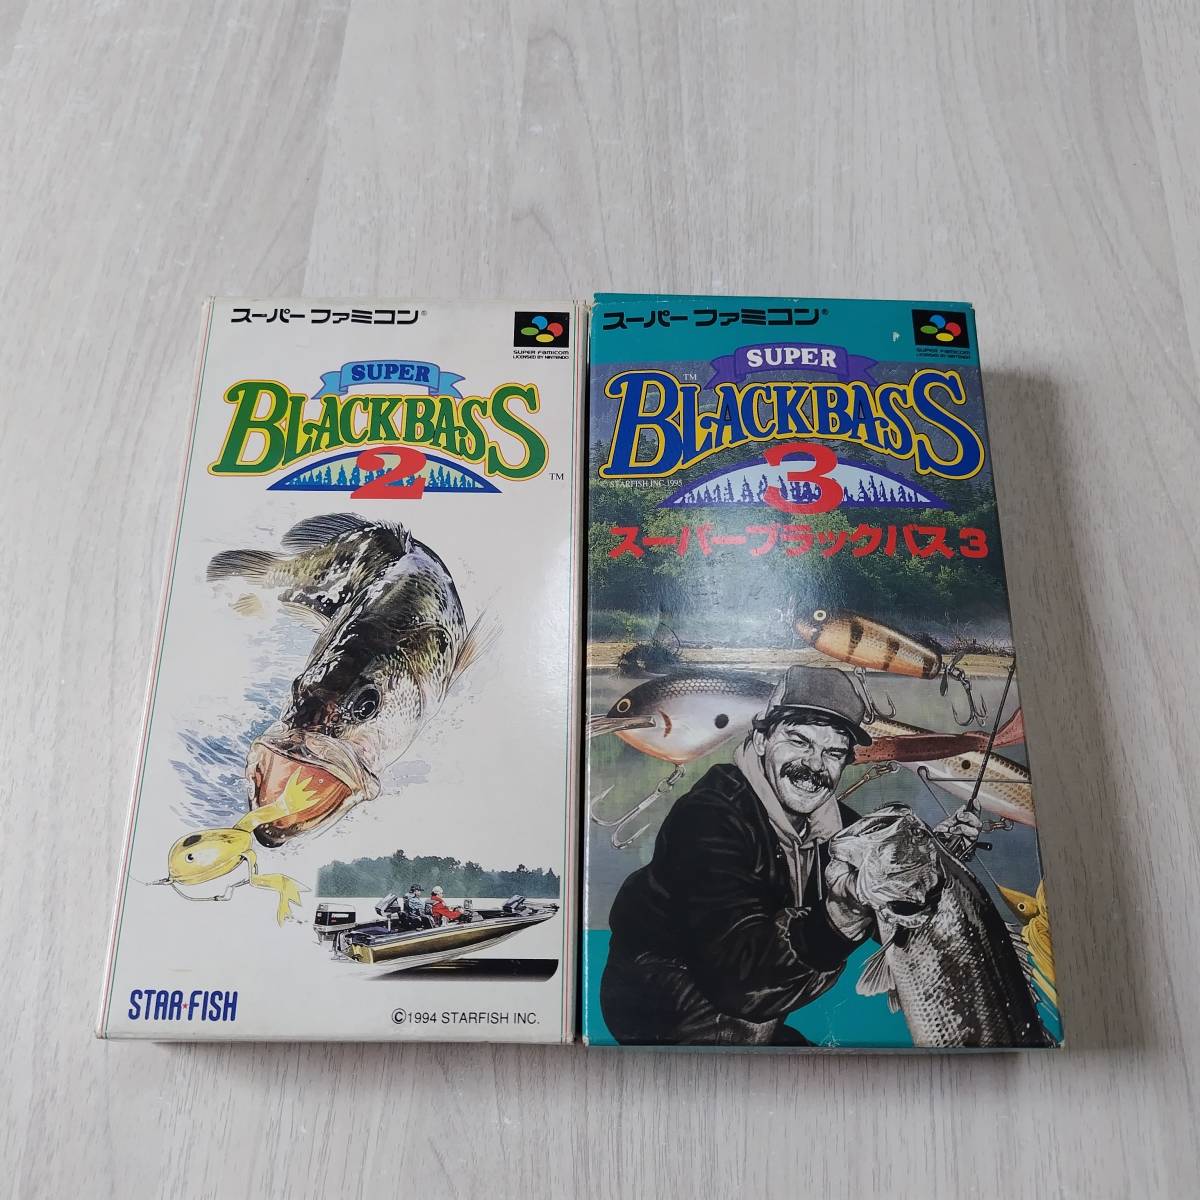 スーパーファミコン®
SUPER FAMICOM
LICENSED BY NINTENDO
SUPER
BLACKBASS
2
TM
STAR★FISH
©1994 STARFISH INC.
スーパーファミコン®
SUPER FAMICOM
LICENSED BY NINTENDO
SUPER
TM
BLACKBASS
© STARFISH,INC.1995
3
スーパーブラックバス3